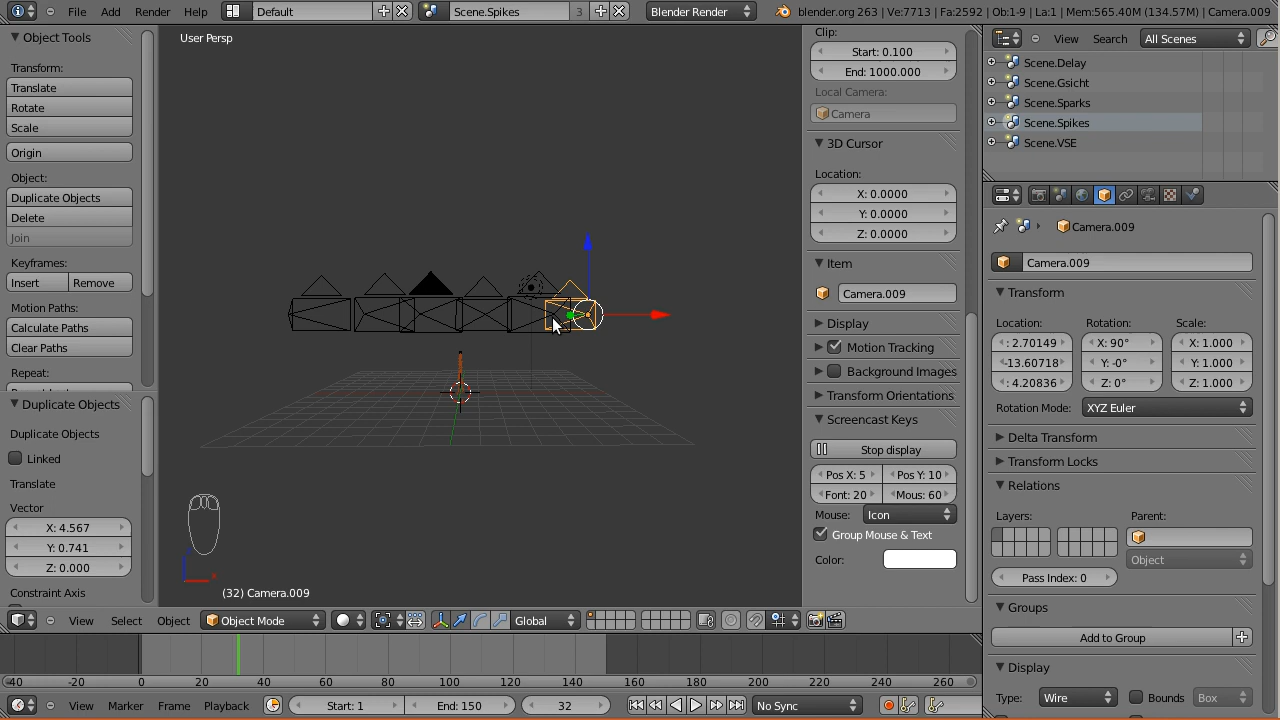 File Add Render Help Default Scene.Spikes 3 Blender Render blender.org 263 | Ve:7713 | Fa:2592 | Ob:1-9 | La:1 | Mem:565.40M (134.57M) | Camera.009
Object Tools
Transform:
Translate
Rotate
Scale
Origin
Object:
Duplicate Objects
Delete
Join
Keyframes:
Insert Remove
Motion Paths:
Calculate Paths
Clear Paths
Repeat:
Duplicate Objects
Duplicate Objects
Linked
Translate
Vector
X: 4.567
Y: 0.741
Z: 0.000
Constraint Axis
User Persp
(32) Camera.009
Clip:
Start: 0.100
End: 1000.000
Local Camera:
Camera
3D Cursor
Location:
X: 0.0000
Y: 0.0000
Z: 0.0000
Item
Camera.009
Display
Motion Tracking
Background Images
Transform Orientations
Screencast Keys
Stop display
Pos X: 5 Pos Y: 10
Font: 20 Mous: 60
Mouse: Icon
Group Mouse & Text
Color:
View Search All Scenes
Scene.Delay
Scene.Gsicht
Scene.Sparks
Scene.Spikes
Scene.VSE
Camera.009
Camera.009
Transform
Location: Rotation: Scale:
: 2.70149 X: 90° X: 1.000
-13.60718 Y: -0° Y: 1.000
: 4.20836 Z: 0° Z: 1.000
Rotation Mode: XYZ Euler
Delta Transform
Transform Locks
Relations
Layers: Parent:
Object
Pass Index: 0
Groups
Add to Group
Display
Type: Wire Bounds Box
View Select Object Object Mode Global
-40 -20 0 20 40 60 80 100 120 140 160 180 200 220 240 260
View Marker Frame Playback Start: 1 End: 150 32 No Sync